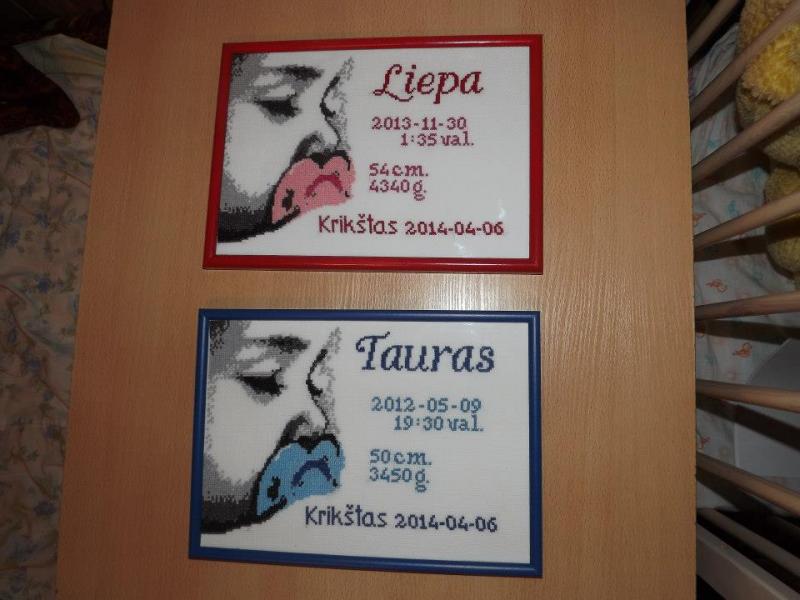 Liepa
2013-11-30
1:35 val.
54cm.
4340g.
Krikštas 2014-04-06
Tauras
2012-05-09
19:30 val.
50cm.
3450g.
Krikštas 2014-04-06